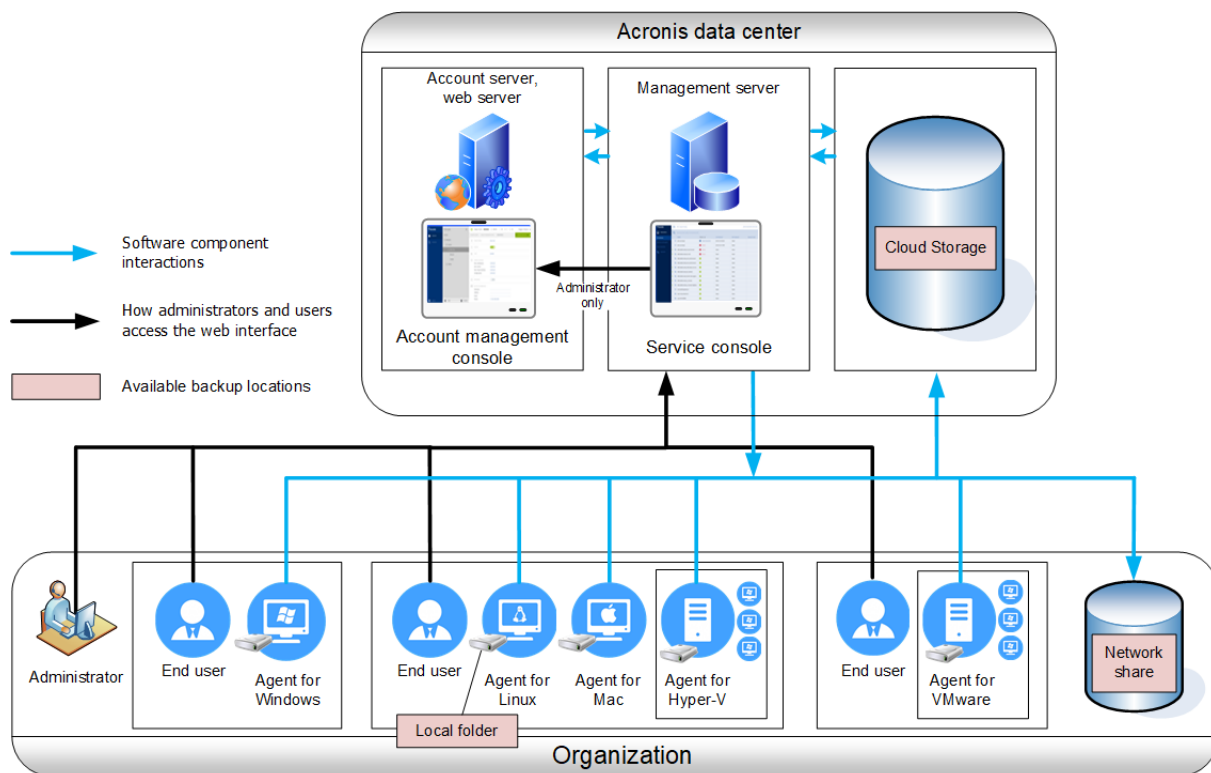 Acronis data center
Account server,
web server
Management server
Cloud Storage
Administrator
only
Account management
console
Service console
Software component
interactions
How administrators and users
access the web interface
Available backup locations
Administrator
End user
Agent for
Windows
End user
Agent for
Linux
Agent for
Mac
Agent for
Hyper-V
End user
Agent for
VMware
Network
share
Local folder
Organization